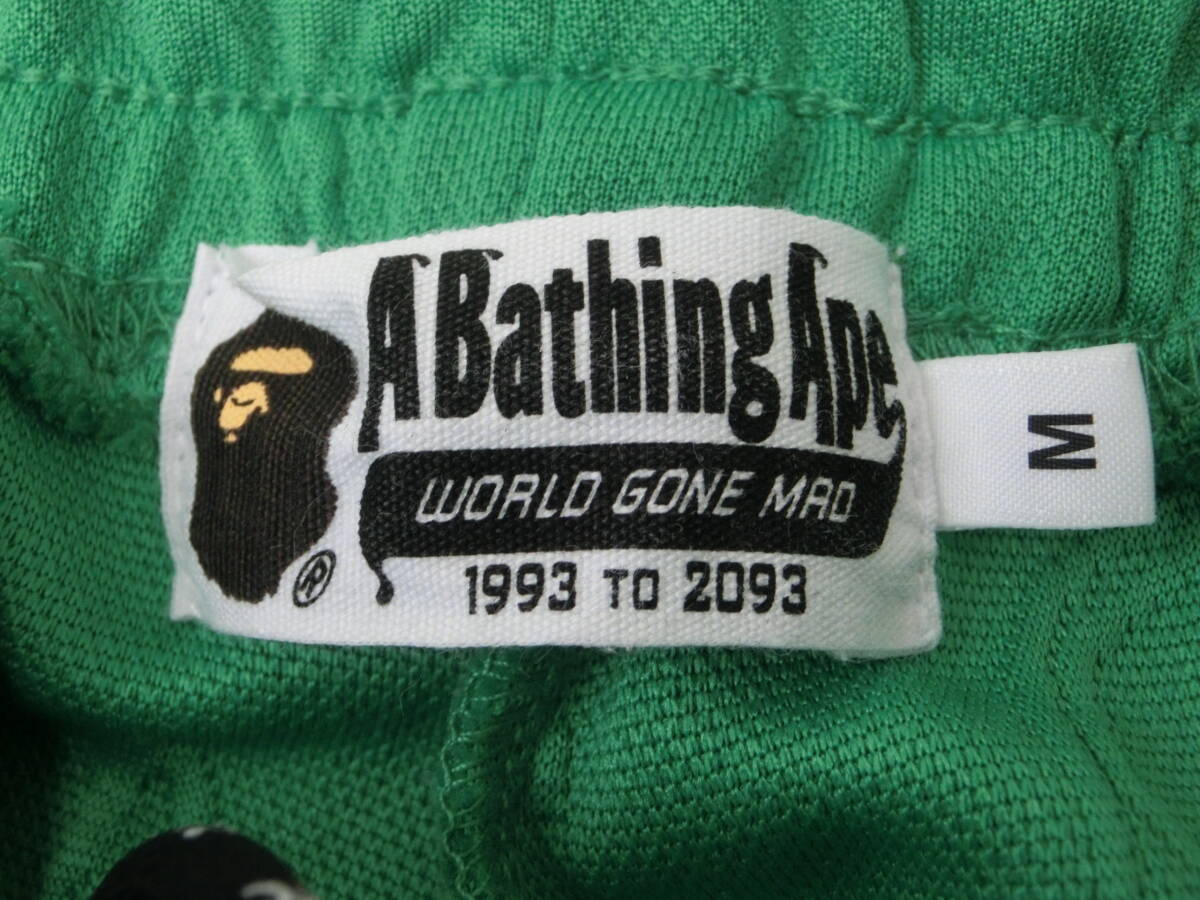 A Bathing Ape
WORLD GONE MAD
1993 TO 2093
®
M